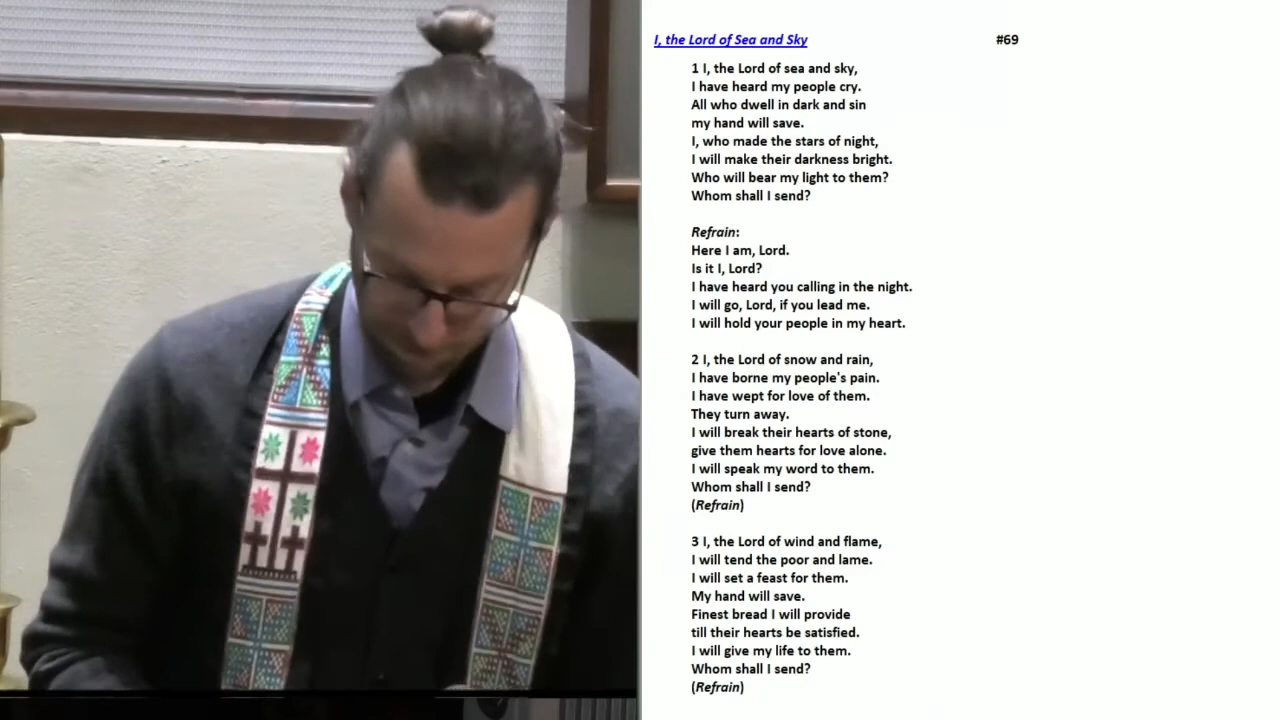 I, the Lord of Sea and Sky #69
1 I, the Lord of sea and sky,
I have heard my people cry.
All who dwell in dark and sin
my hand will save.
I, who made the stars of night,
I will make their darkness bright.
Who will bear my light to them?
Whom shall I send?
Refrain:
Here I am, Lord.
Is it I, Lord?
I have heard you calling in the night.
I will go, Lord, if you lead me.
I will hold your people in my heart.
2 I, the Lord of snow and rain,
I have borne my people's pain.
I have wept for love of them.
They turn away.
I will break their hearts of stone,
give them hearts for love alone.
I will speak my word to them.
Whom shall I send?
(Refrain)
3 I, the Lord of wind and flame,
I will tend the poor and lame.
I will set a feast for them.
My hand will save.
Finest bread I will provide
till their hearts be satisfied.
I will give my life to them.
Whom shall I send?
(Refrain)